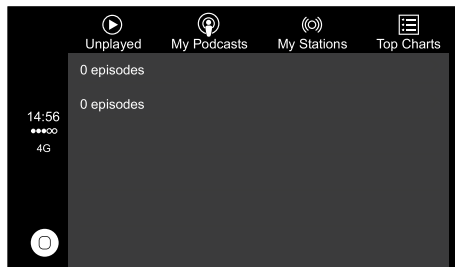 Unplayed
My Podcasts
My Stations
Top Charts
0 episodes
0 episodes
14:56
4G